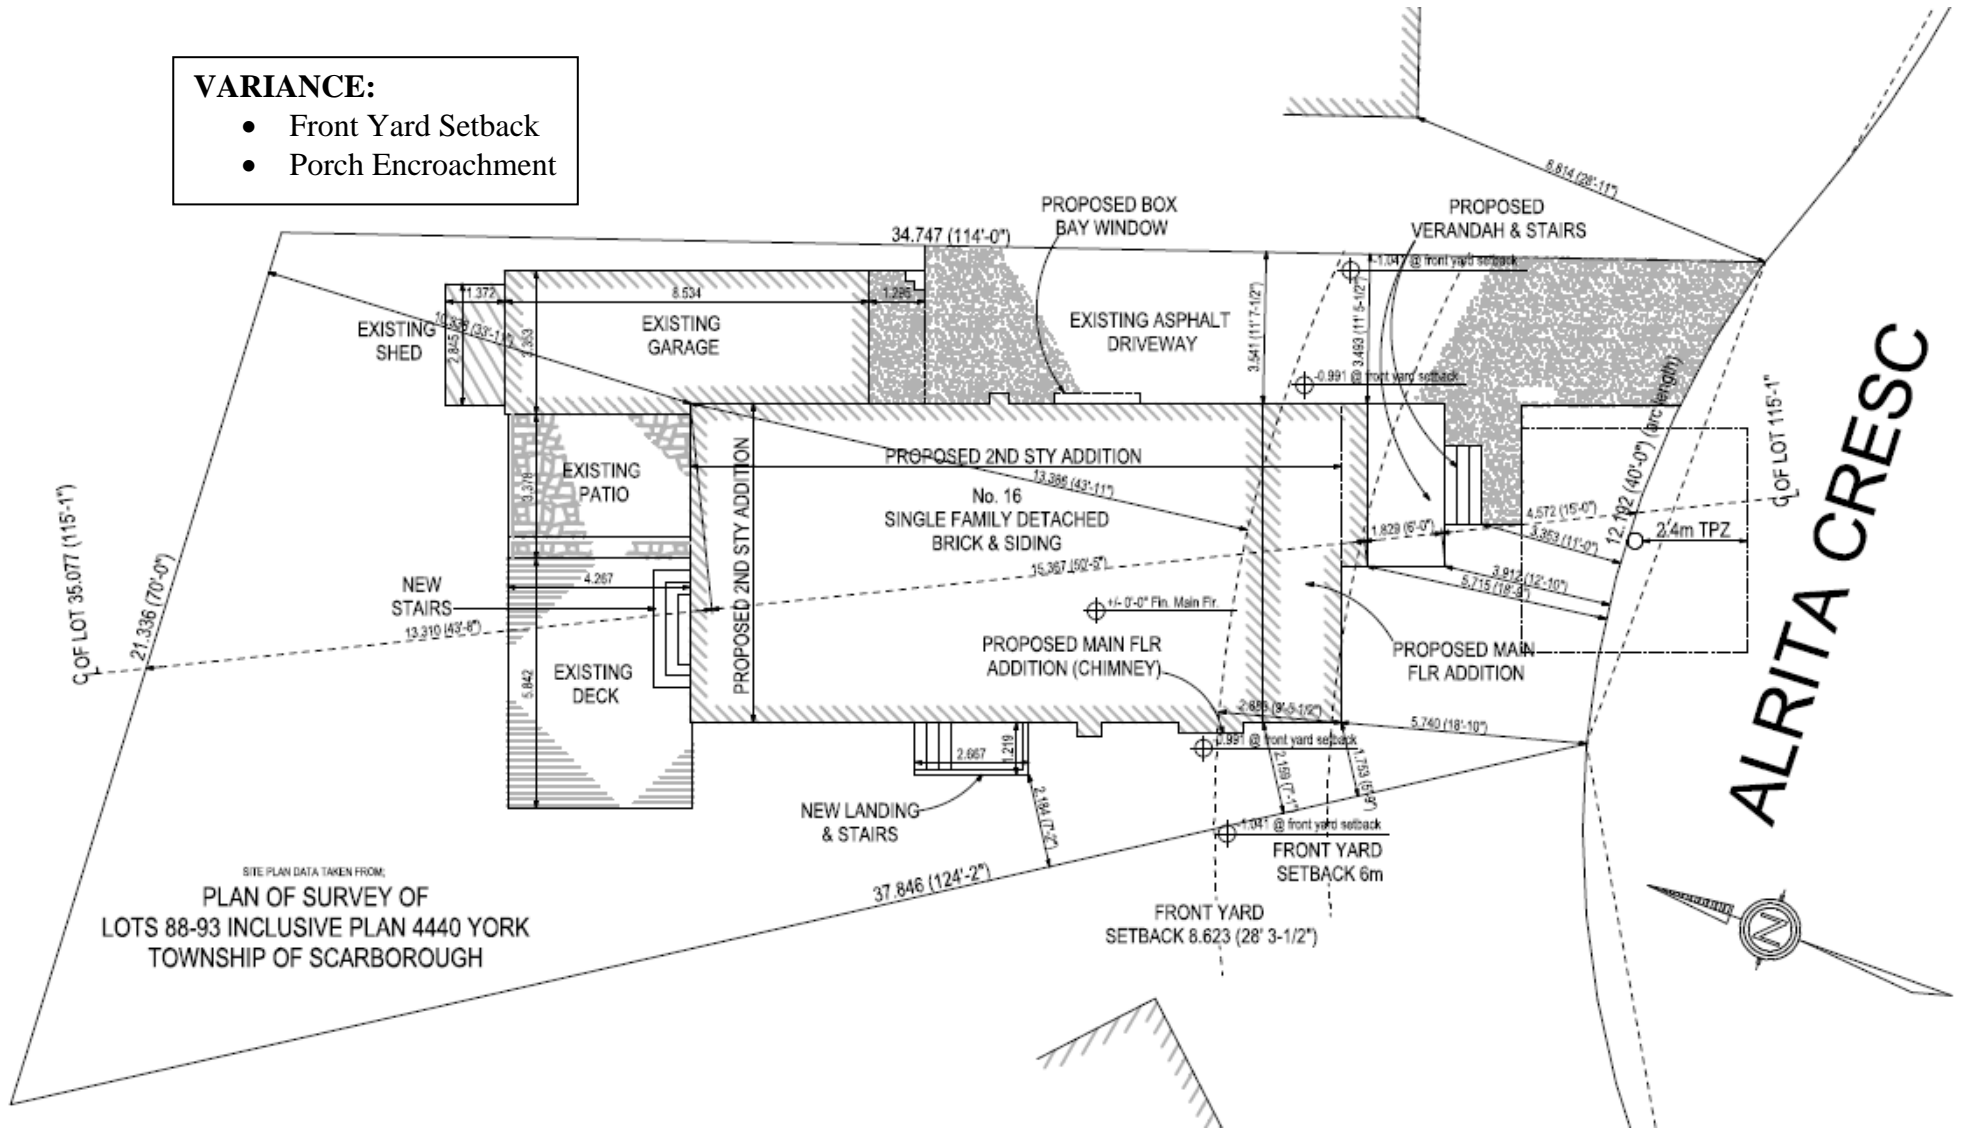 VARIANCE:
• Front Yard Setback
• Porch Encroachment
8.814 (28'-11")
PROPOSED BOX
BAY WINDOW
PROPOSED
VERANDAH & STAIRS
34.747 (114'-0")
-1.041 @ front yard setback
1.372
8.534
1.295
EXISTING
SHED
2.845
3.353
EXISTING
GARAGE
EXISTING ASPHALT
DRIVEWAY
3.541 (11' 7-1/2")
3.493 (11' 5-1/2")
-0.991 @ front yard setback
12.192 (40'-0") (arc length)
ALRITA CRESC
OF LOT 115'-1"
PROPOSED 2ND STY ADDITION
13.386 (43'-11")
EXISTING
PATIO
3.378
No. 16
SINGLE FAMILY DETACHED
BRICK & SIDING
PROPOSED 2ND STY ADDITION
4.572 (15'-0")
1.829 (6'-0")
3.353 (11'-0")
2.4m TPZ
OF LOT 35.077 (115'-1")
21.336 (70'-0")
NEW
STAIRS
4.267
3.912 (12'-10")
5.715 (18'-9")
+/- 0'-0" Fin. Main Flr.
13.310 (43'-8")
EXISTING
DECK
5.842
PROPOSED MAIN FLR
ADDITION (CHIMNEY)
PROPOSED MAIN
FLR ADDITION
5.740 (18'-10")
-0.991 @ front yard setback
2.667
1.219
2.159 (7'-1")
1.753 (5'9")
NEW LANDING
& STAIRS
2.184 (7'-2")
-1.041 @ front yard setback
FRONT YARD
SETBACK 6m
37.846 (124'-2")
FRONT YARD
SETBACK 8.623 (28' 3-1/2")
SITE PLAN DATA TAKEN FROM;
PLAN OF SURVEY OF
LOTS 88-93 INCLUSIVE PLAN 4440 YORK
TOWNSHIP OF SCARBOROUGH
N